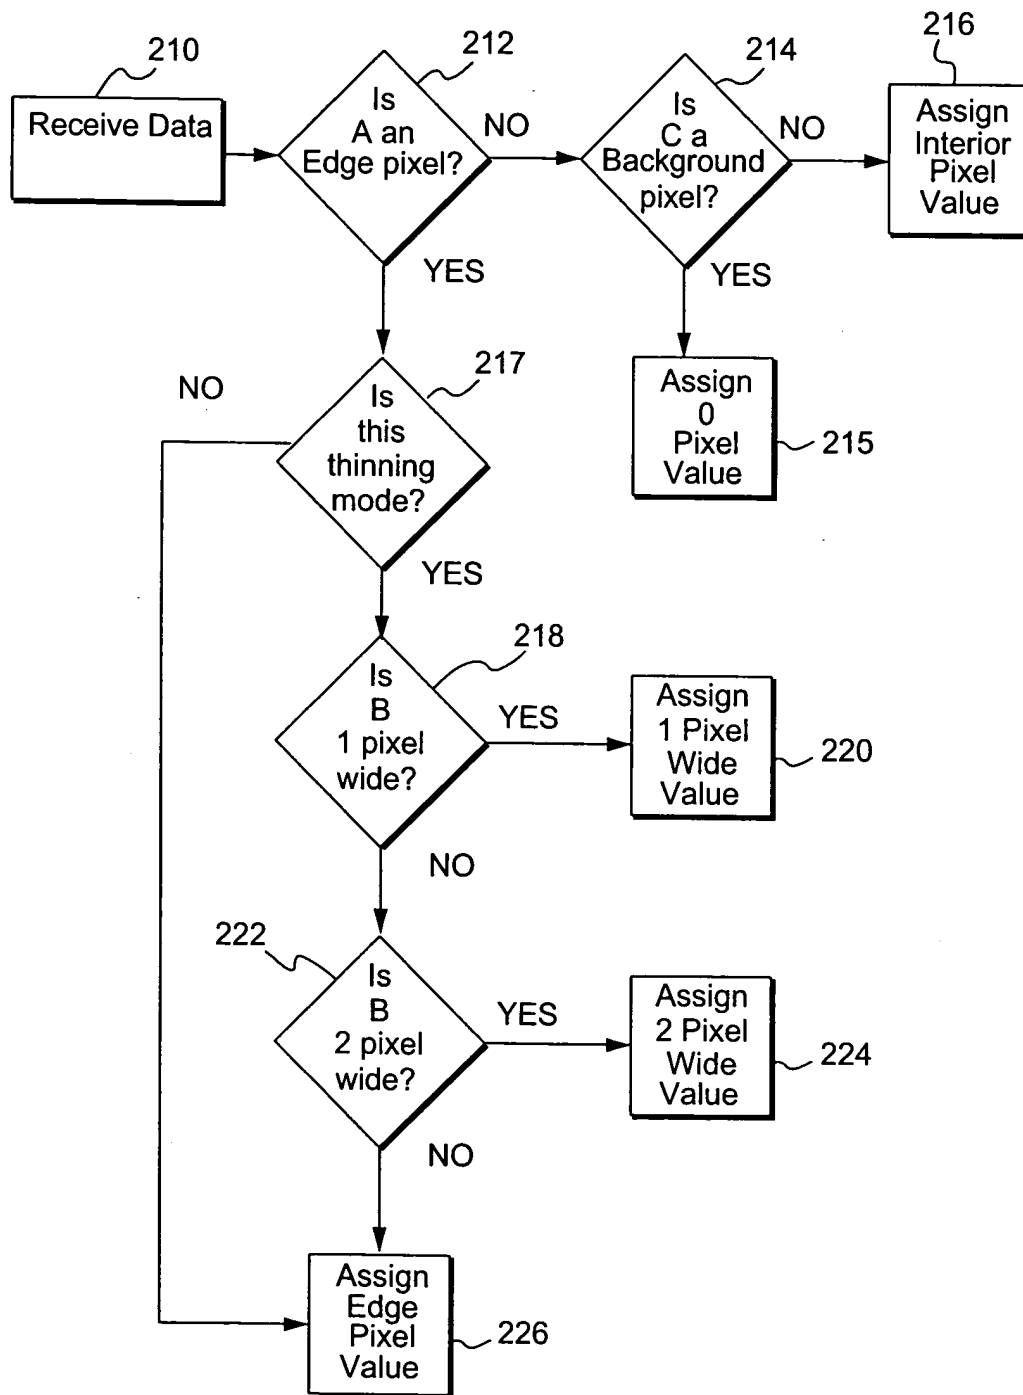 210
212
214
216
Receive Data
Is
A an
Edge pixel?
NO
Is
C a
Background
pixel?
NO
Assign
Interior
Pixel
Value
YES
YES
NO
217
Is
this
thinning
mode?
Assign
0
Pixel
Value
215
YES
218
Is
B
1 pixel
wide?
YES
Assign
1 Pixel
Wide
Value
220
NO
222
Is
B
2 pixel
wide?
YES
Assign
2 Pixel
Wide
Value
224
NO
Assign
Edge
Pixel
Value
226